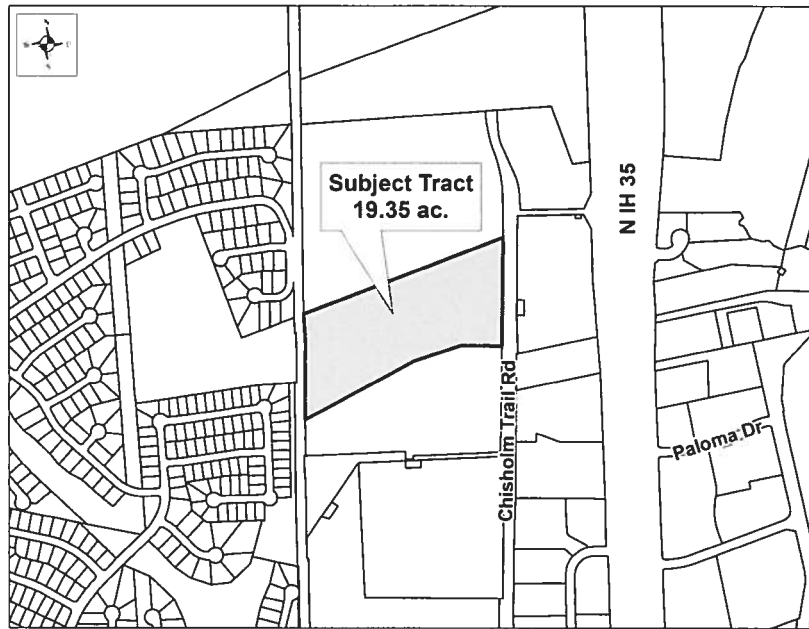 Subject Tract
19.35 ac.
N IH 35
Chisholm Trail Rd
Paloma Dr